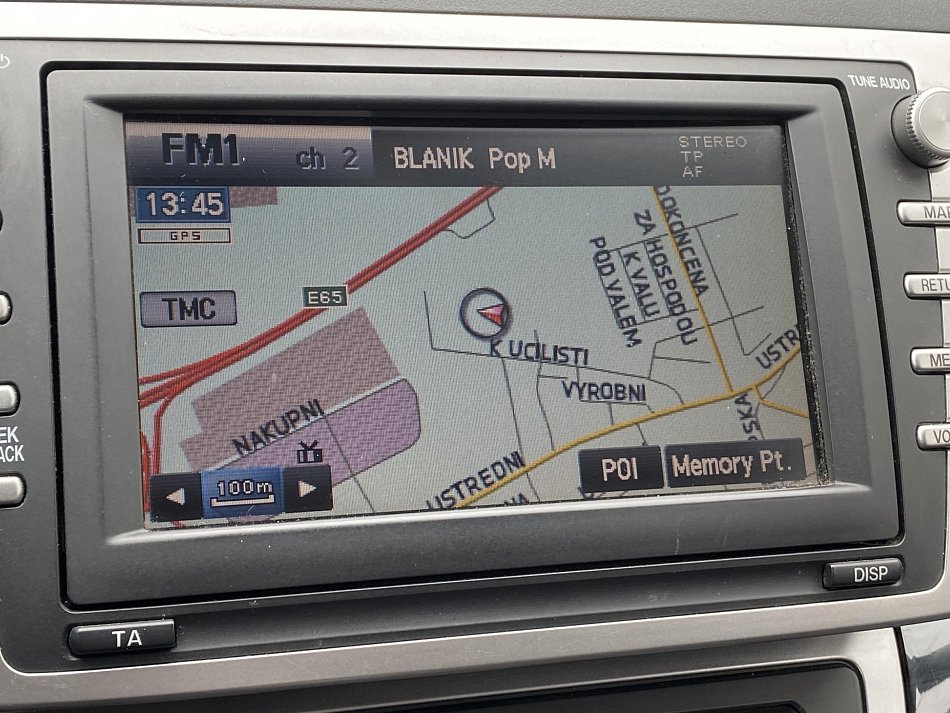 TUNE AUDIO
FM1 ch 2 BLANIK Pop M
STEREO
TP
AF
13:45
GPS
E65
TMC
DOKONCENA
ZA HOSPODOU
K VALU
POD VALEM
K UCILISTI
VYROBNI
NAKUPNI
USTREDNI
100m
POI
Memory Pt.
DISP
TA